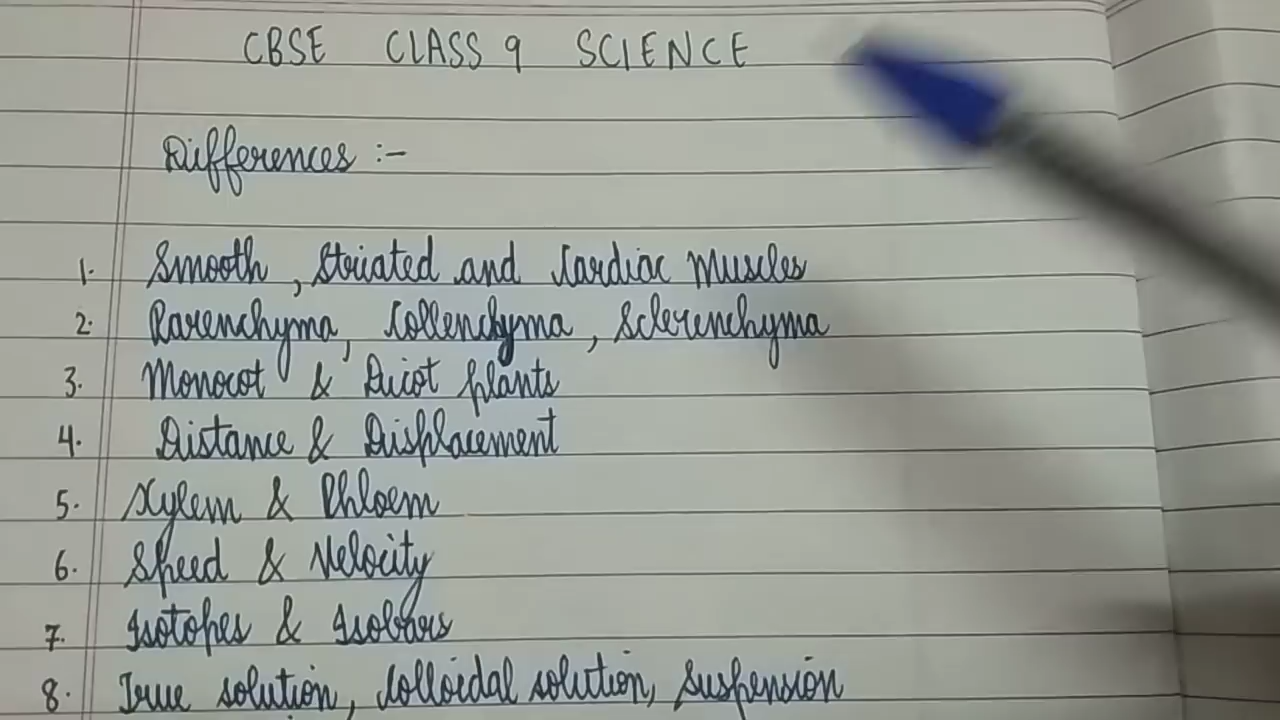 CBSE CLASS 9 SCIENCE
Differences :-
1. Smooth, Striated and Cardiac Muscles
2. Parenchyma, Collenchyma, Sclerenchyma
3. Monocot & Dicot plants
4. Distance & Displacement
5. Xylem & Phloem
6. Speed & Velocity
7. Isotopes & Isobars
8. True solution, Colloidal solution, Suspension